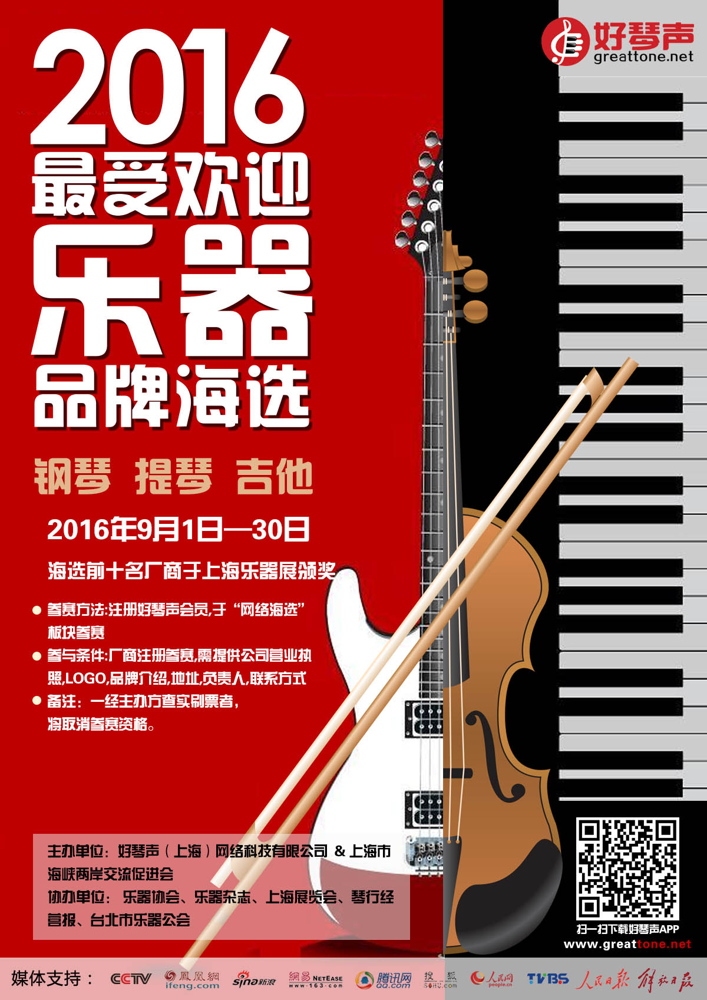 好琴声
greattone.net
2016
最受欢迎
乐器
品牌海选
钢琴 提琴 吉他
2016年9月1日—30日
海选前十名厂商于上海乐器展颁奖
参赛方法:注册好琴声会员,于“网络海选”
板块参赛
参与条件:厂商注册参赛,需提供公司营业执
照,LOGO,品牌介绍,地址,负责人,联系方式
备注：一经主办方查实刷票者，
将取消参赛资格。
主办单位：好琴声（上海）网络科技有限公司 & 上海市
海峡两岸交流促进会
协办单位： 乐器协会、乐器杂志、上海展览会、琴行经
营报、台北市乐器公会
扫一扫下载好琴声APP
www.greattone.net
媒体支持：
CCTV
鳳凰網
ifeng.com
sina新浪
網易 NETEASE
www·163·com
腾讯网
QQ.com
搜狐
SOHU.com
人民网
people.cn
TVBS
人民日报
解放日报